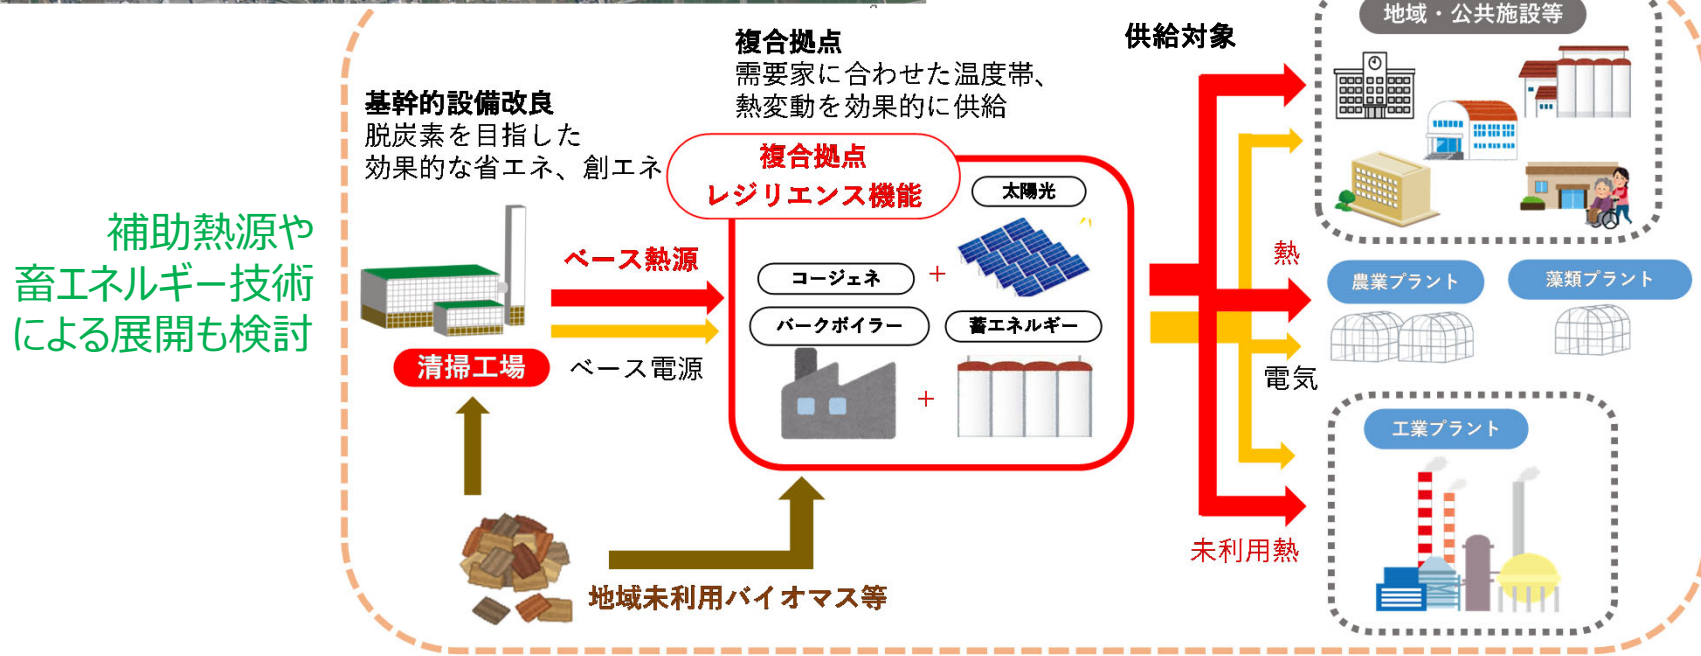 補助熱源や
畜エネルギー技術
による展開も検討
基幹的設備改良
脱炭素を目指した
効果的な省エネ、創エネ
複合拠点
需要家に合わせた温度帯、
熱変動を効果的に供給
供給対象
複合拠点
レジリエンス機能
太陽光
コージェネ
+
バークボイラー
蓄エネルギー
+
ベース熱源
ベース電源
清掃工場
地域未利用バイオマス等
熱
電気
未利用熱
地域・公共施設等
農業プラント
藻類プラント
工業プラント